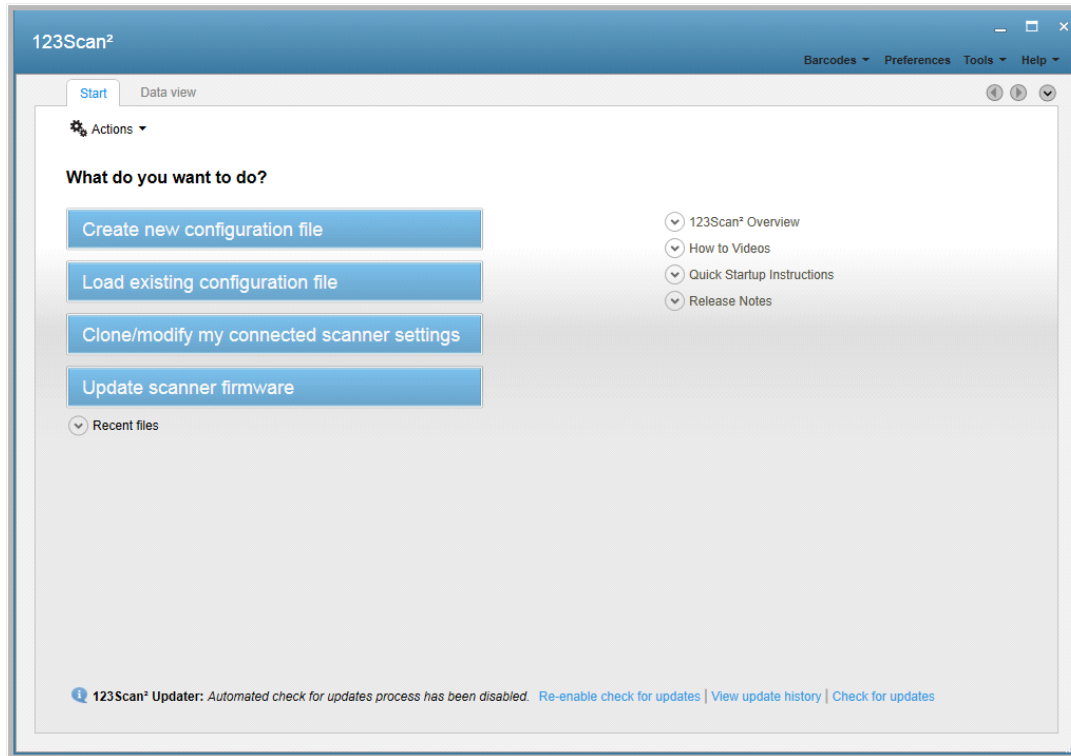 123Scan²
Barcodes Preferences Tools Help
Start Data view
Actions
What do you want to do?
Create new configuration file
Load existing configuration file
Clone/modify my connected scanner settings
Update scanner firmware
Recent files
123Scan² Overview
How to Videos
Quick Startup Instructions
Release Notes
123Scan² Updater: Automated check for updates process has been disabled. Re-enable check for updates | View update history | Check for updates